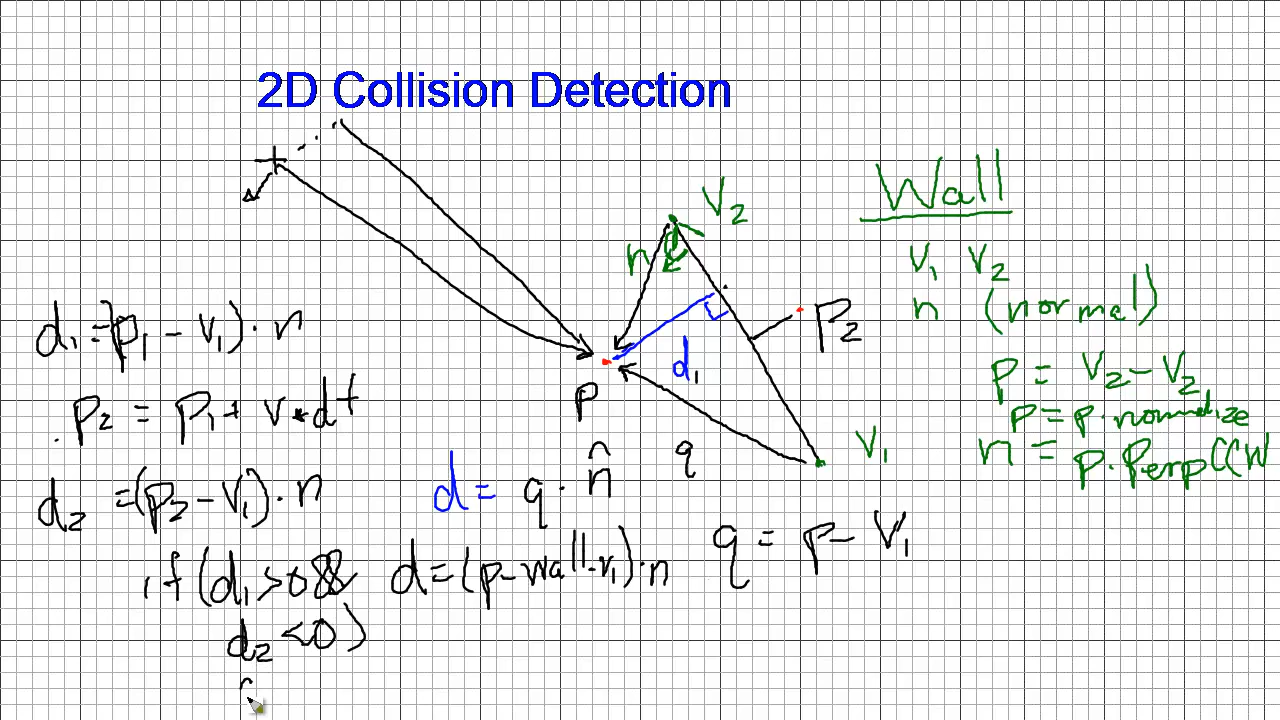 2D Collision Detection
Wall
V1 V2
n (normal)
p = V2 - V2
p = p.normalize
n = p.PerpCCW
V2
n
d1
P2
P
V1
q
d1 = (p1 - V1) · n
p2 = p1 + v * dt
d2 = (p2 - V1) · n
if (d1 > 0 &&
d2 < 0)
d = q · n̂
d = (p - wall.v1) · n
q = p - V1